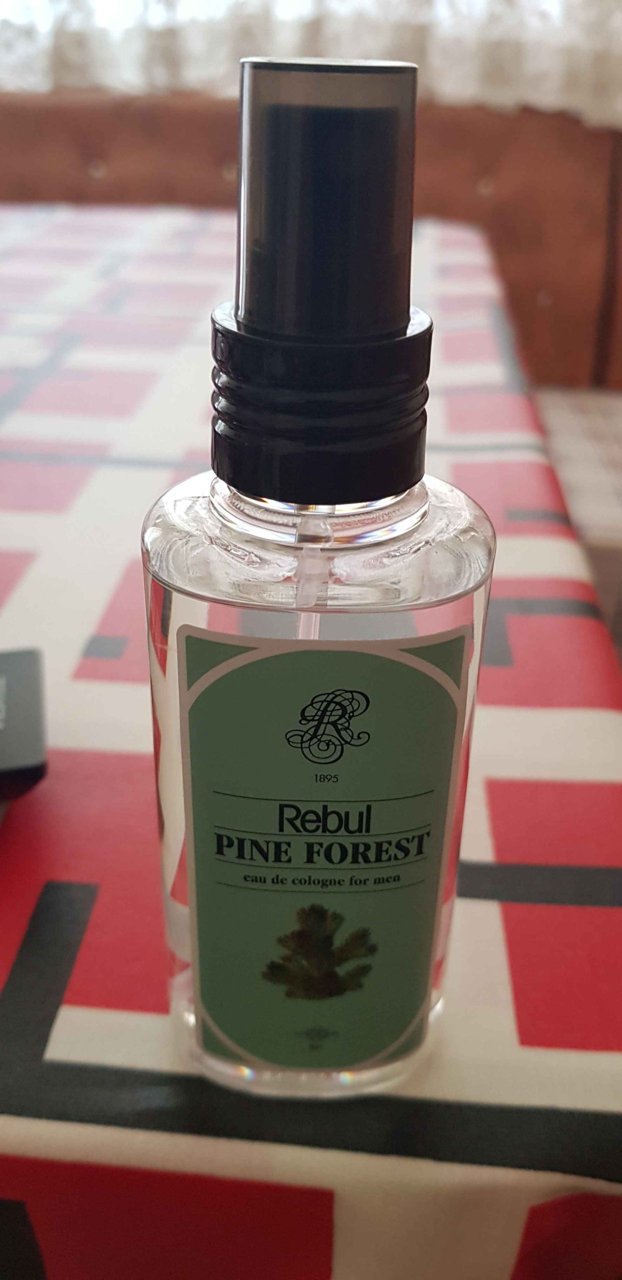 R
1895
Rebul
PINE FOREST
eau de cologne for men